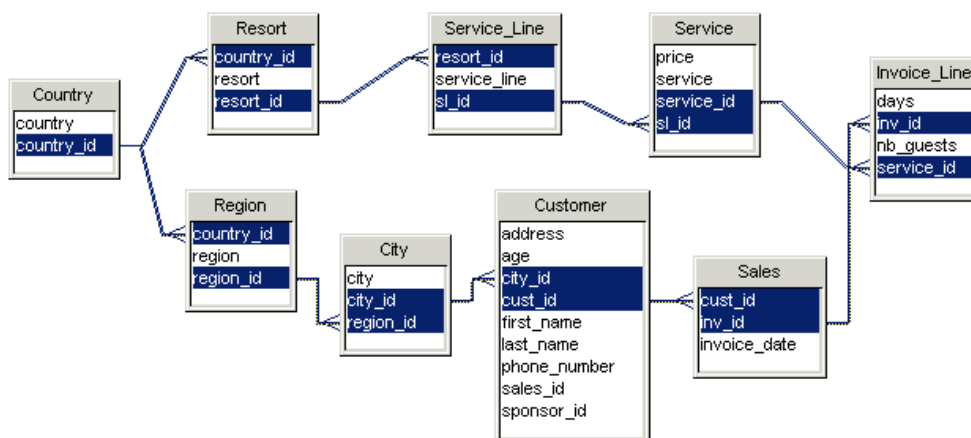 Country
country
country_id
Resort
country_id
resort
resort_id
Service_Line
resort_id
service_line
sl_id
Service
price
service
service_id
sl_id
Invoice_Line
days
inv_id
nb_guests
service_id
Region
country_id
region
region_id
City
city
city_id
region_id
Customer
address
age
city_id
cust_id
first_name
last_name
phone_number
sales_id
sponsor_id
Sales
cust_id
inv_id
invoice_date